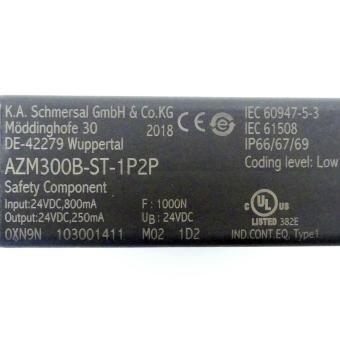 K.A. Schmersal GmbH & Co.KG
Möddinghofe 30 2018
DE-42279 Wuppertal
AZM300B-ST-1P2P
Safety Component
Input:24VDC,800mA F: 1000N
Output:24VDC,250mA UB: 24VDC
0XN9N 103001411 M02 1D2
IEC 60947-5-3
IEC 61508
IP66/67/69
Coding level: Low
C UL US
LISTED 382E
IND.CONT.EQ. Type1